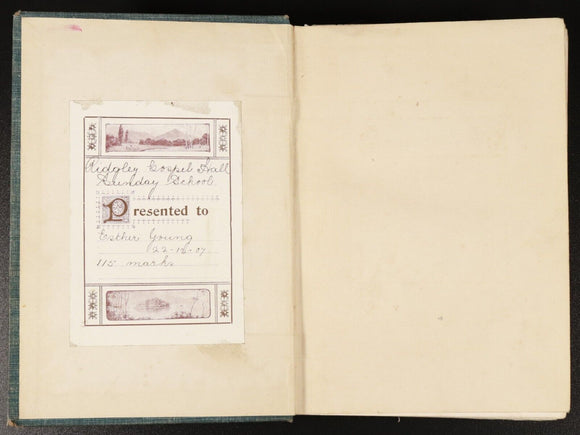 Ridgley Gospel Hall
Sunday School
Presented to
Esther Young
22-12-07
115 marks